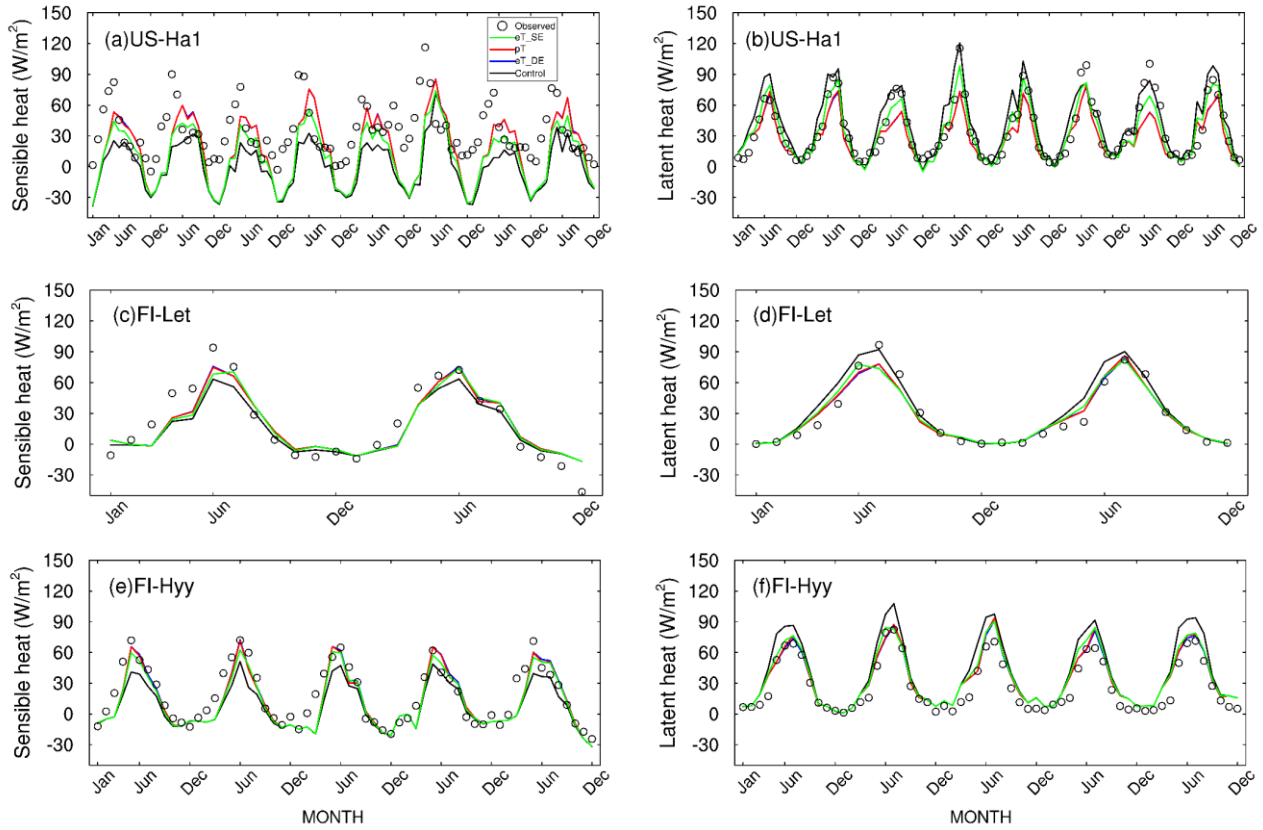 150
120
90
60
30
0
-30
Sensible heat (W/m²)
(a)US-Ha1
Observed
eT_SE
pT
eT_DE
Control
Jan
Jun
Dec
Jun
Dec
Jun
Dec
Jun
Dec
Jun
Dec
Jun
Dec
Jun
Dec
Jun
Dec
150
120
90
60
30
0
-30
Latent heat (W/m²)
(b)US-Ha1
Jan
Jun
Dec
Jun
Dec
Jun
Dec
Jun
Dec
Jun
Dec
Jun
Dec
Jun
Dec
Jun
Dec
150
120
90
60
30
0
-30
Sensible heat (W/m²)
(c)FI-Let
Jan
Jun
Dec
Jun
Dec
150
120
90
60
30
0
-30
Latent heat (W/m²)
(d)FI-Let
Jan
Jun
Dec
Jun
Dec
150
120
90
60
30
0
-30
Sensible heat (W/m²)
(e)FI-Hyy
Jan
Jun
Dec
Jun
Dec
Jun
Dec
Jun
Dec
Jun
Dec
MONTH
150
120
90
60
30
0
-30
Latent heat (W/m²)
(f)FI-Hyy
Jan
Jun
Dec
Jun
Dec
Jun
Dec
Jun
Dec
Jun
Dec
MONTH